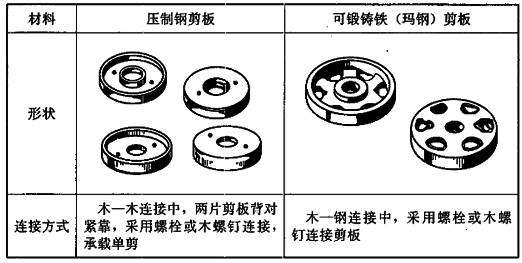 材料
压制钢剪板
可锻铸铁（玛钢）剪板
形状
连接方式
木—木连接中，两片剪板背对
紧靠，采用螺栓或木螺钉连接，
承载单剪
木—钢连接中，采用螺栓或木螺
钉连接剪板